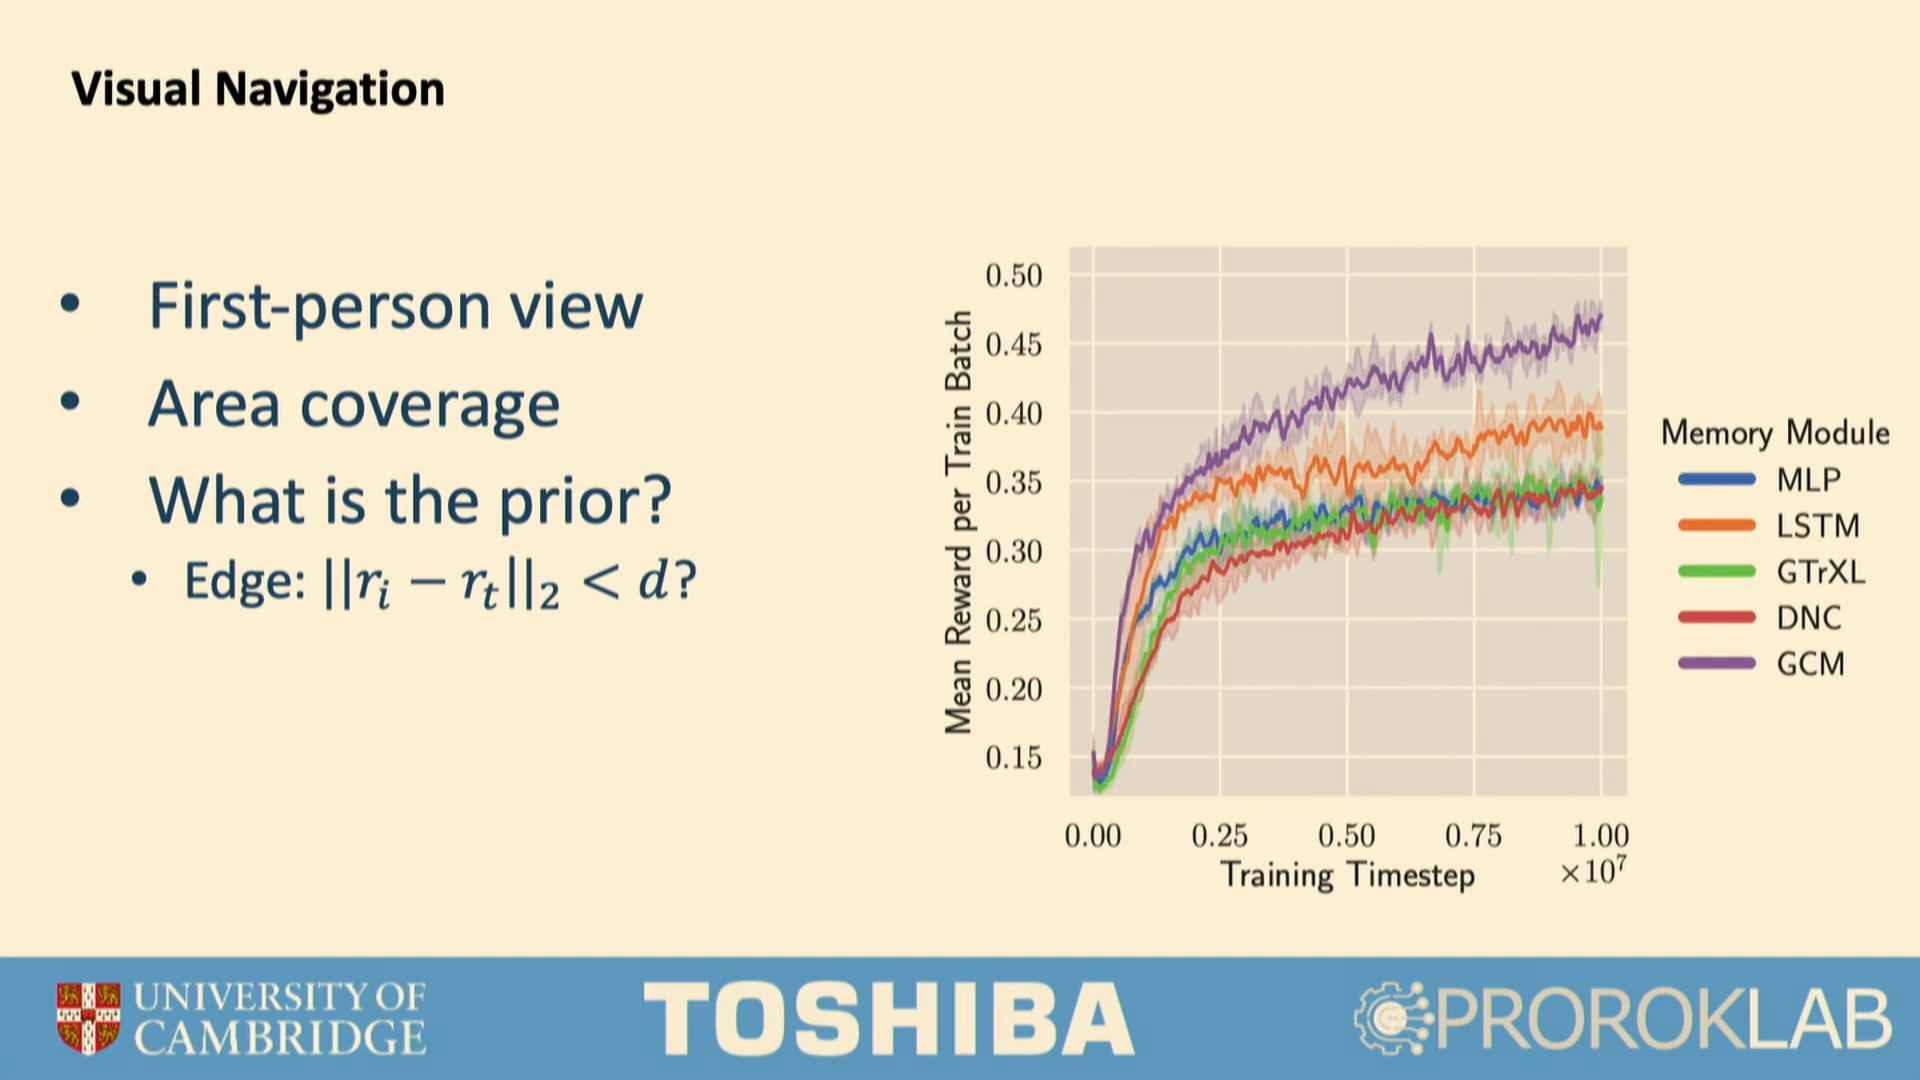 Visual Navigation
• First-person view
• Area coverage
• What is the prior?
• Edge: ||rᵢ − rₜ||₂ < d?
Mean Reward per Train Batch
0.50
0.45
0.40
0.35
0.30
0.25
0.20
0.15
0.00 0.25 0.50 0.75 1.00
×10⁷
Training Timestep
Memory Module
MLP
LSTM
GTrXL
DNC
GCM
UNIVERSITY OF
CAMBRIDGE
TOSHIBA
PROROKLAB